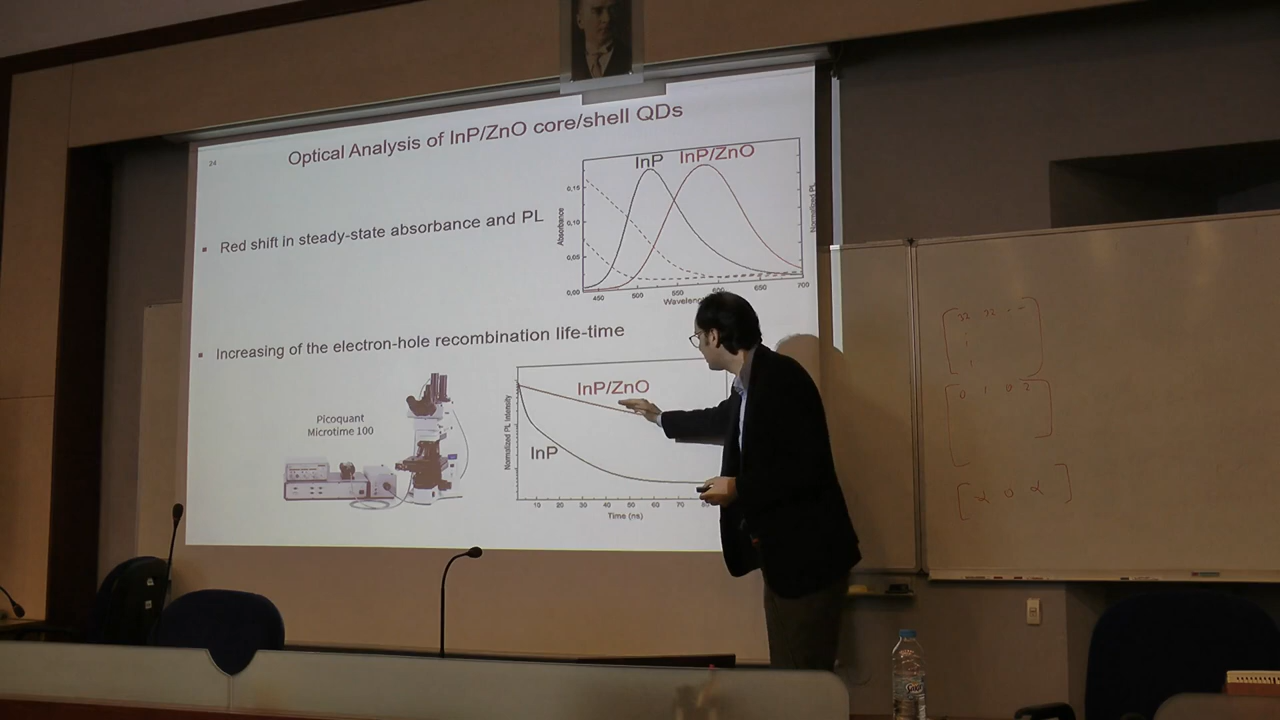 24
Optical Analysis of InP/ZnO core/shell QDs
Red shift in steady-state absorbance and PL
InP
InP/ZnO
Absorbance
0,15
0,10
0,05
0,00
450
500
550
600
650
700
Normalized PL
Increasing of the electron-hole recombination life-time
Picoquant
Microtime 100
InP/ZnO
InP
Normalized PL Intensity
10
20
30
40
50
60
70
Time (ns)